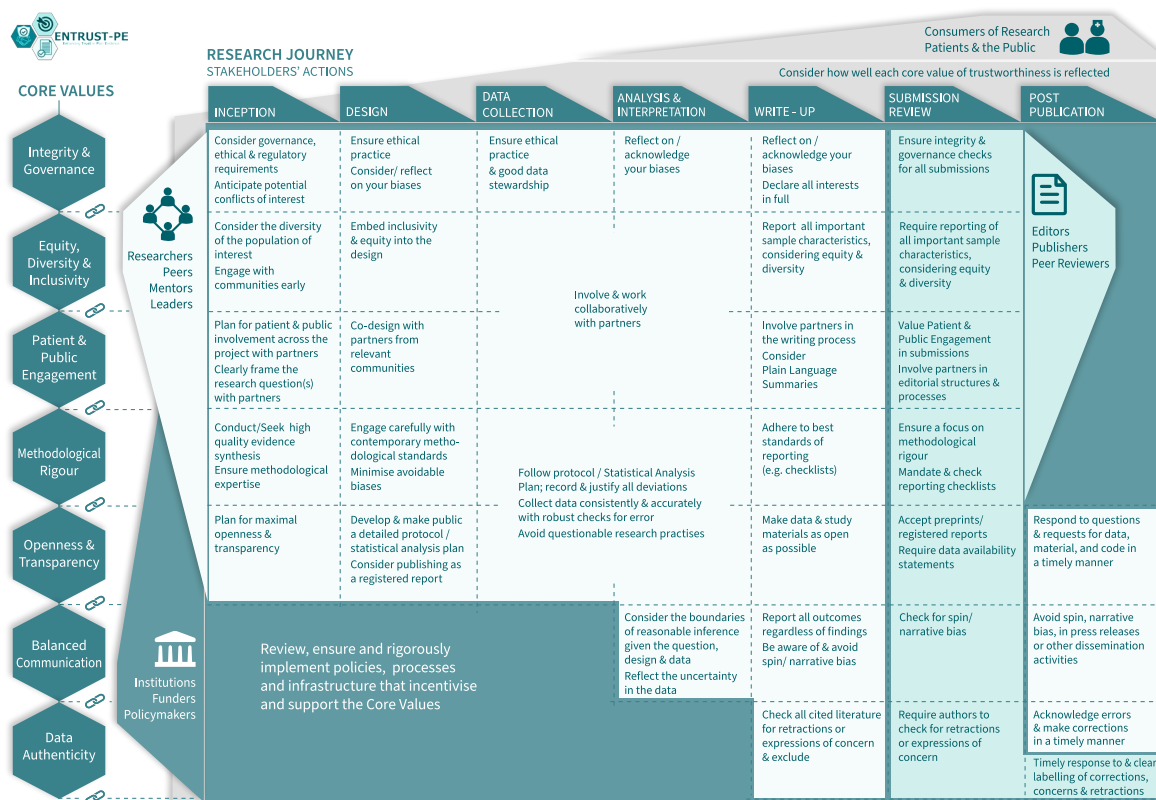 ENTRUST-PE
RESEARCH JOURNEY
STAKEHOLDERS' ACTIONS
Consumers of Research
Patients & the Public
Consider how well each core value of trustworthiness is reflected
CORE VALUES
INCEPTION
DESIGN
DATA
COLLECTION
ANALYSIS &
INTERPRETATION
WRITE - UP
SUBMISSION
REVIEW
POST
PUBLICATION
Integrity &
Governance
Consider governance,
ethical & regulatory
requirements
Anticipate potential
conflicts of interest
Ensure ethical
practice
Consider/ reflect
on your biases
Ensure ethical
practice
& good data
stewardship
Reflect on /
acknowledge
your biases
Reflect on /
acknowledge your
biases
Declare all interests
in full
Ensure integrity &
governance checks
for all submissions
Researchers
Peers
Mentors
Leaders
Editors
Publishers
Peer Reviewers
Equity,
Diversity &
Inclusivity
Consider the diversity
of the population of
interest
Engage with
communities early
Embed inclusivity
& equity into the
design
Involve & work
collaboratively
with partners
Report all important
sample characteristics,
considering equity &
diversity
Require reporting of
all important sample
characteristics,
considering equity
& diversity
Patient &
Public
Engagement
Plan for patient & public
involvement across the
project with partners
Clearly frame the
research question(s)
with partners
Co-design with
partners from
relevant
communities
Involve partners in
the writing process
Consider
Plain Language
Summaries
Value Patient &
Public Engagement
in submissions
Involve partners in
editorial structures &
processes
Methodological
Rigour
Conduct/Seek high
quality evidence
synthesis
Ensure methodological
expertise
Engage carefully with
contemporary metho-
dological standards
Minimise avoidable
biases
Follow protocol / Statistical Analysis
Plan; record & justify all deviations
Collect data consistently & accurately
with robust checks for error
Avoid questionable research practises
Adhere to best
standards of
reporting
(e.g. checklists)
Ensure a focus on
methodological
rigour
Mandate & check
reporting checklists
Openness &
Transparency
Plan for maximal
openness &
transparency
Develop & make public
a detailed protocol /
statistical analysis plan
Consider publishing as
a registered report
Make data & study
materials as open
as possible
Accept preprints/
registered reports
Require data availability
statements
Respond to questions
& requests for data,
material, and code in
a timely manner
Balanced
Communication
Institutions
Funders
Policymakers
Review, ensure and rigorously
implement policies, processes
and infrastructure that incentivise
and support the Core Values
Consider the boundaries
of reasonable inference
given the question,
design & data
Reflect the uncertainty
in the data
Report all outcomes
regardless of findings
Be aware of & avoid
spin/ narrative bias
Check for spin/
narrative bias
Avoid spin, narrative
bias, in press releases
or other dissemination
activities
Data
Authenticity
Check all cited literature
for retractions or
expressions of concern
& exclude
Require authors to
check for retractions
or expressions of
concern
Acknowledge errors
& make corrections
in a timely manner
Timely response to & clear
labelling of corrections,
concerns & retractions